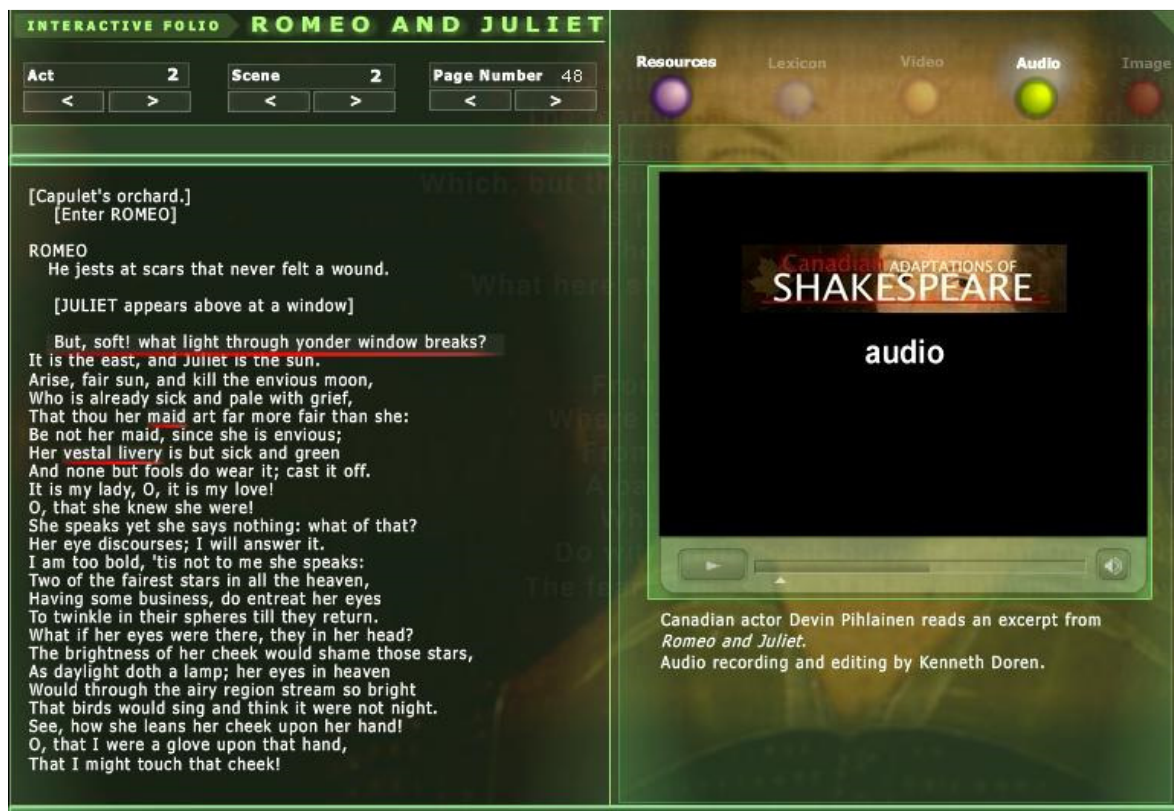 INTERACTIVE FOLIO ROMEO AND JULIET
Act 2
Scene 2
Page Number 48
< >
< >
< >
Resources
Lexicon
Video
Audio
Image
[Capulet's orchard.]
[Enter ROMEO]
ROMEO
He jests at scars that never felt a wound.
[JULIET appears above at a window]
But, soft! what light through yonder window breaks?
It is the east, and Juliet is the sun.
Arise, fair sun, and kill the envious moon,
Who is already sick and pale with grief,
That thou her maid art far more fair than she:
Be not her maid, since she is envious;
Her vestal livery is but sick and green
And none but fools do wear it; cast it off.
It is my lady, O, it is my love!
O, that she knew she were!
She speaks yet she says nothing: what of that?
Her eye discourses; I will answer it.
I am too bold, 'tis not to me she speaks:
Two of the fairest stars in all the heaven,
Having some business, do entreat her eyes
To twinkle in their spheres till they return.
What if her eyes were there, they in her head?
The brightness of her cheek would shame those stars,
As daylight doth a lamp; her eyes in heaven
Would through the airy region stream so bright
That birds would sing and think it were not night.
See, how she leans her cheek upon her hand!
O, that I were a glove upon that hand,
That I might touch that cheek!
Canadian ADAPTATIONS OF
SHAKESPEARE
audio
Canadian actor Devin Pihlainen reads an excerpt from
Romeo and Juliet.
Audio recording and editing by Kenneth Doren.